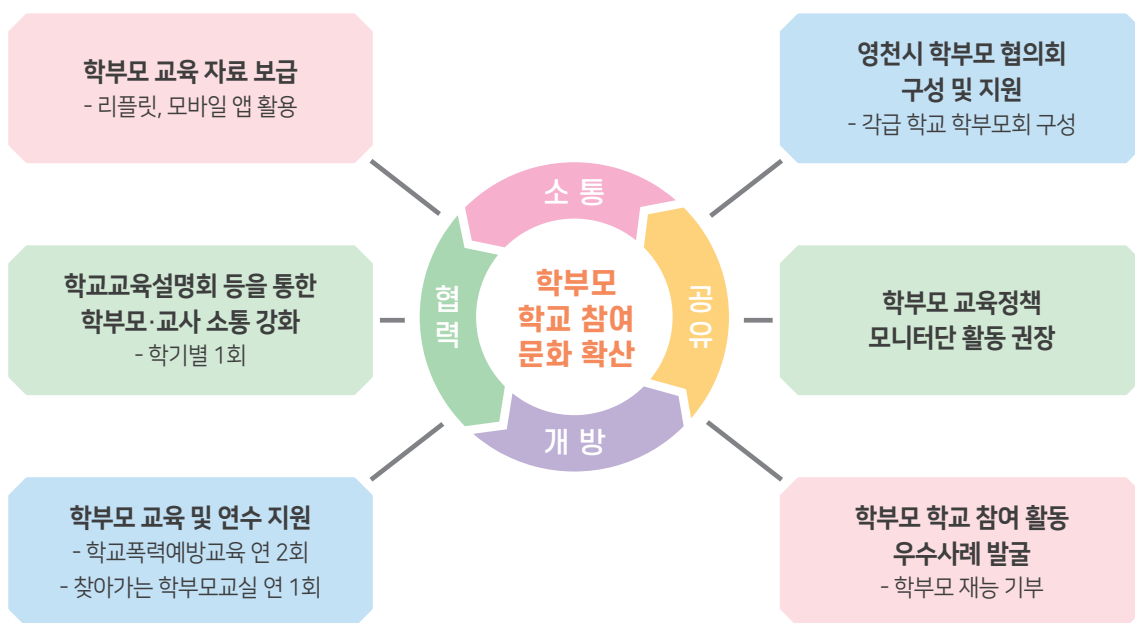 학부모 교육 자료 보급
- 리플릿, 모바일 앱 활용
영천시 학부모 협의회
구성 및 지원
- 각급 학교 학부모회 구성
학교교육설명회 등을 통한
학부모·교사 소통 강화
- 학기별 1회
소통
협력
학부모
학교 참여
문화 확산
공유
개방
학부모 교육정책
모니터단 활동 권장
학부모 교육 및 연수 지원
- 학교폭력예방교육 연 2회
- 찾아가는 학부모교실 연 1회
학부모 학교 참여 활동
우수사례 발굴
- 학부모 재능 기부